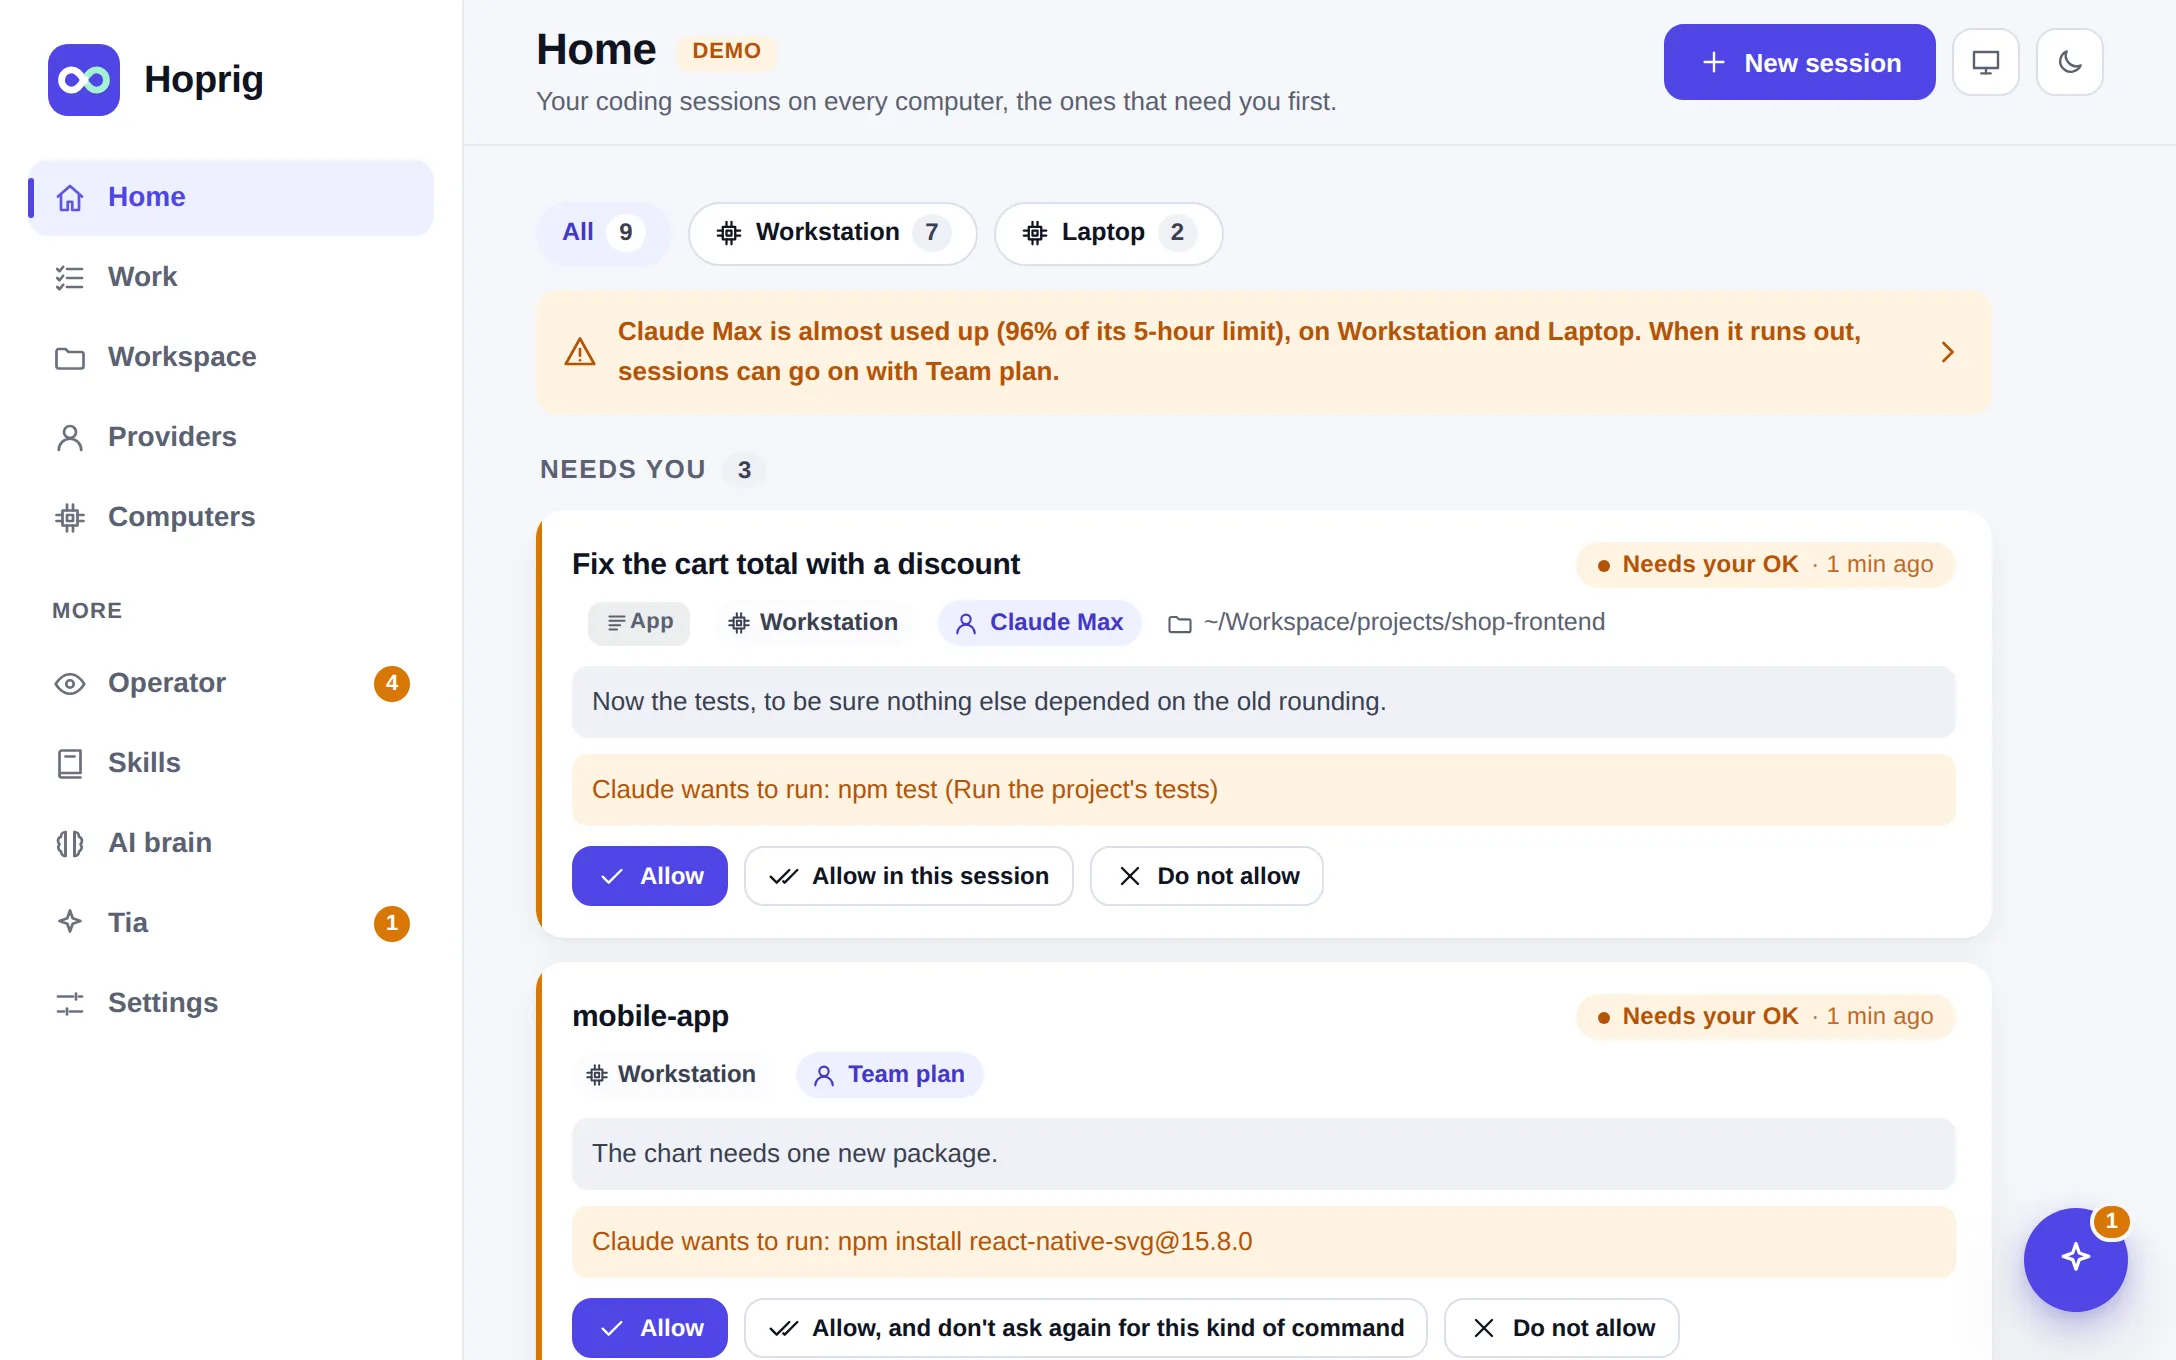 Hoprig
Home
Work
Workspace
Providers
Computers
MORE
Operator 4
Skills
AI brain
Tia 1
Settings
Home DEMO
Your coding sessions on every computer, the ones that need you first.
New session
All 9 Workstation 7 Laptop 2
Claude Max is almost used up (96% of its 5-hour limit), on Workstation and Laptop. When it runs out,
sessions can go on with Team plan.
NEEDS YOU 3
Fix the cart total with a discount Needs your OK · 1 min ago
App Workstation Claude Max ~/Workspace/projects/shop-frontend
Now the tests, to be sure nothing else depended on the old rounding.
Claude wants to run: npm test (Run the project's tests)
Allow Allow in this session Do not allow
mobile-app Needs your OK · 1 min ago
Workstation Team plan
The chart needs one new package.
Claude wants to run: npm install react-native-svg@15.8.0
Allow Allow, and don't ask again for this kind of command Do not allow
1